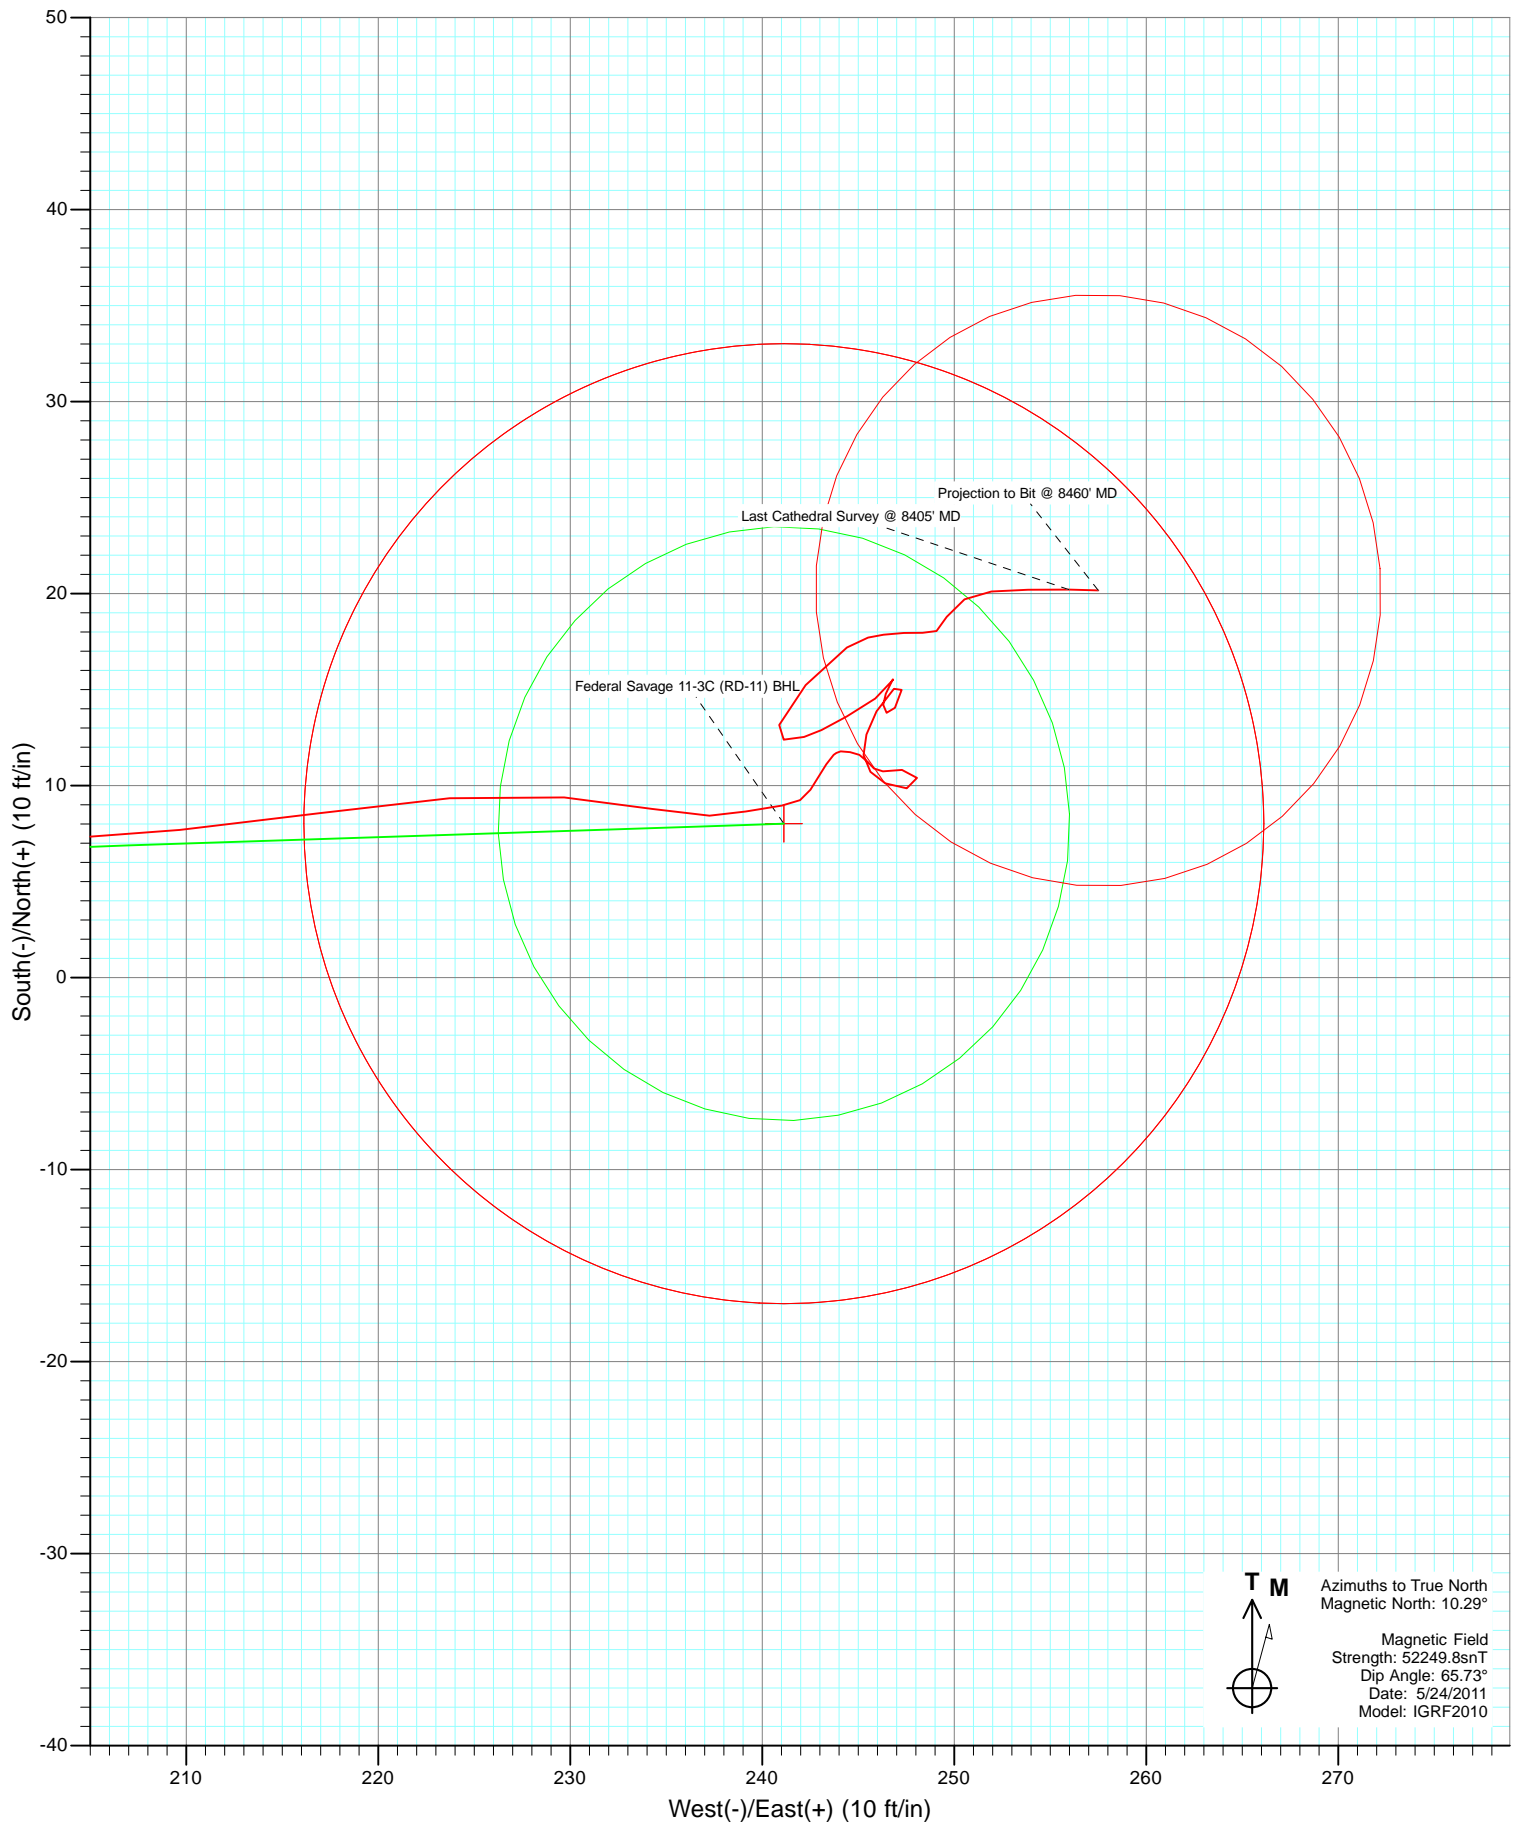 50
40
30
20
10
0
-10
-20
-30
-40
South(-)/North(+) (10 ft/in)
Projection to Bit @ 8460' MD
Last Cathedral Survey @ 8405' MD
Federal Savage 11-3C (RD-11) BHL
T M
Azimuths to True North
Magnetic North: 10.29°
Magnetic Field
Strength: 52249.8snT
Dip Angle: 65.73°
Date: 5/24/2011
Model: IGRF2010
210 220 230 240 250 260 270
West(-)/East(+) (10 ft/in)